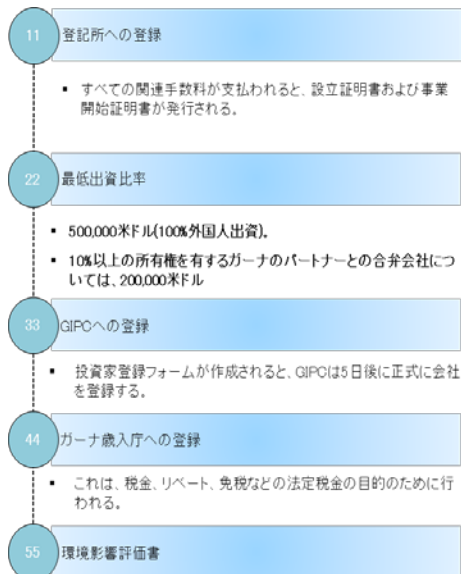 11
登記所への登録
▪ すべての関連手数料が支払われると、設立証明書および事業
開始証明書が発行される。
22
最低出資比率
▪ 500,000米ドル(100%外国人出資)。
▪ 10%以上の所有権を有するガーナのパートナーとの合弁会社につ
いては、200,000米ドル
33
GIPCへの登録
▪ 投資家登録フォームが作成されると、GIPCは5日後に正式に会社
を登録する。
44
ガーナ歳入庁への登録
▪ これは、税金、リベート、免税などの法定税金の目的のために行
われる。
55
環境影響評価書